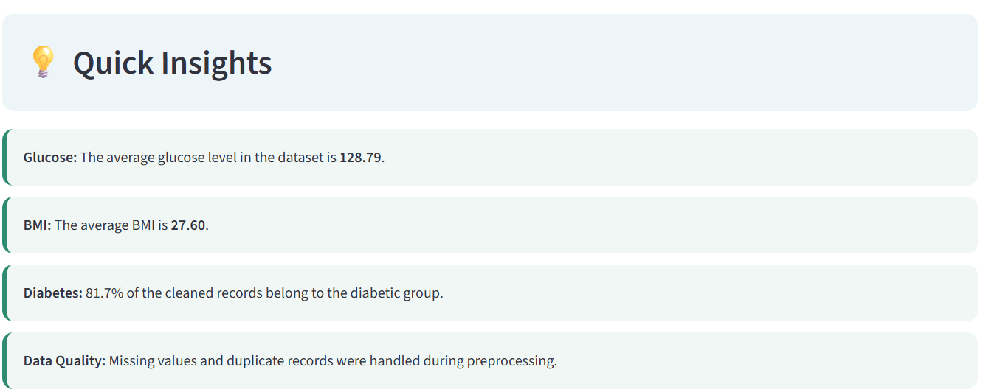 💡 Quick Insights
Glucose: The average glucose level in the dataset is 128.79.
BMI: The average BMI is 27.60.
Diabetes: 81.7% of the cleaned records belong to the diabetic group.
Data Quality: Missing values and duplicate records were handled during preprocessing.